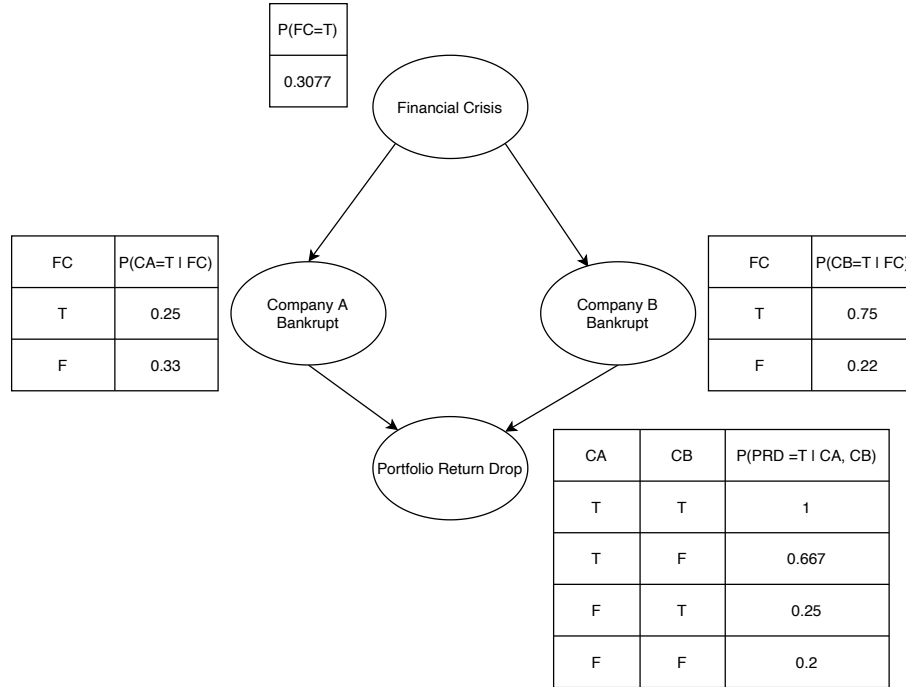 P(FC=T)
0.3077
Financial Crisis
FC P(CA=T | FC)
T 0.25
F 0.33
Company A
Bankrupt
Company B
Bankrupt
FC P(CB=T | FC)
T 0.75
F 0.22
Portfolio Return Drop
CA CB P(PRD =T | CA, CB)
T T 1
T F 0.667
F T 0.25
F F 0.2